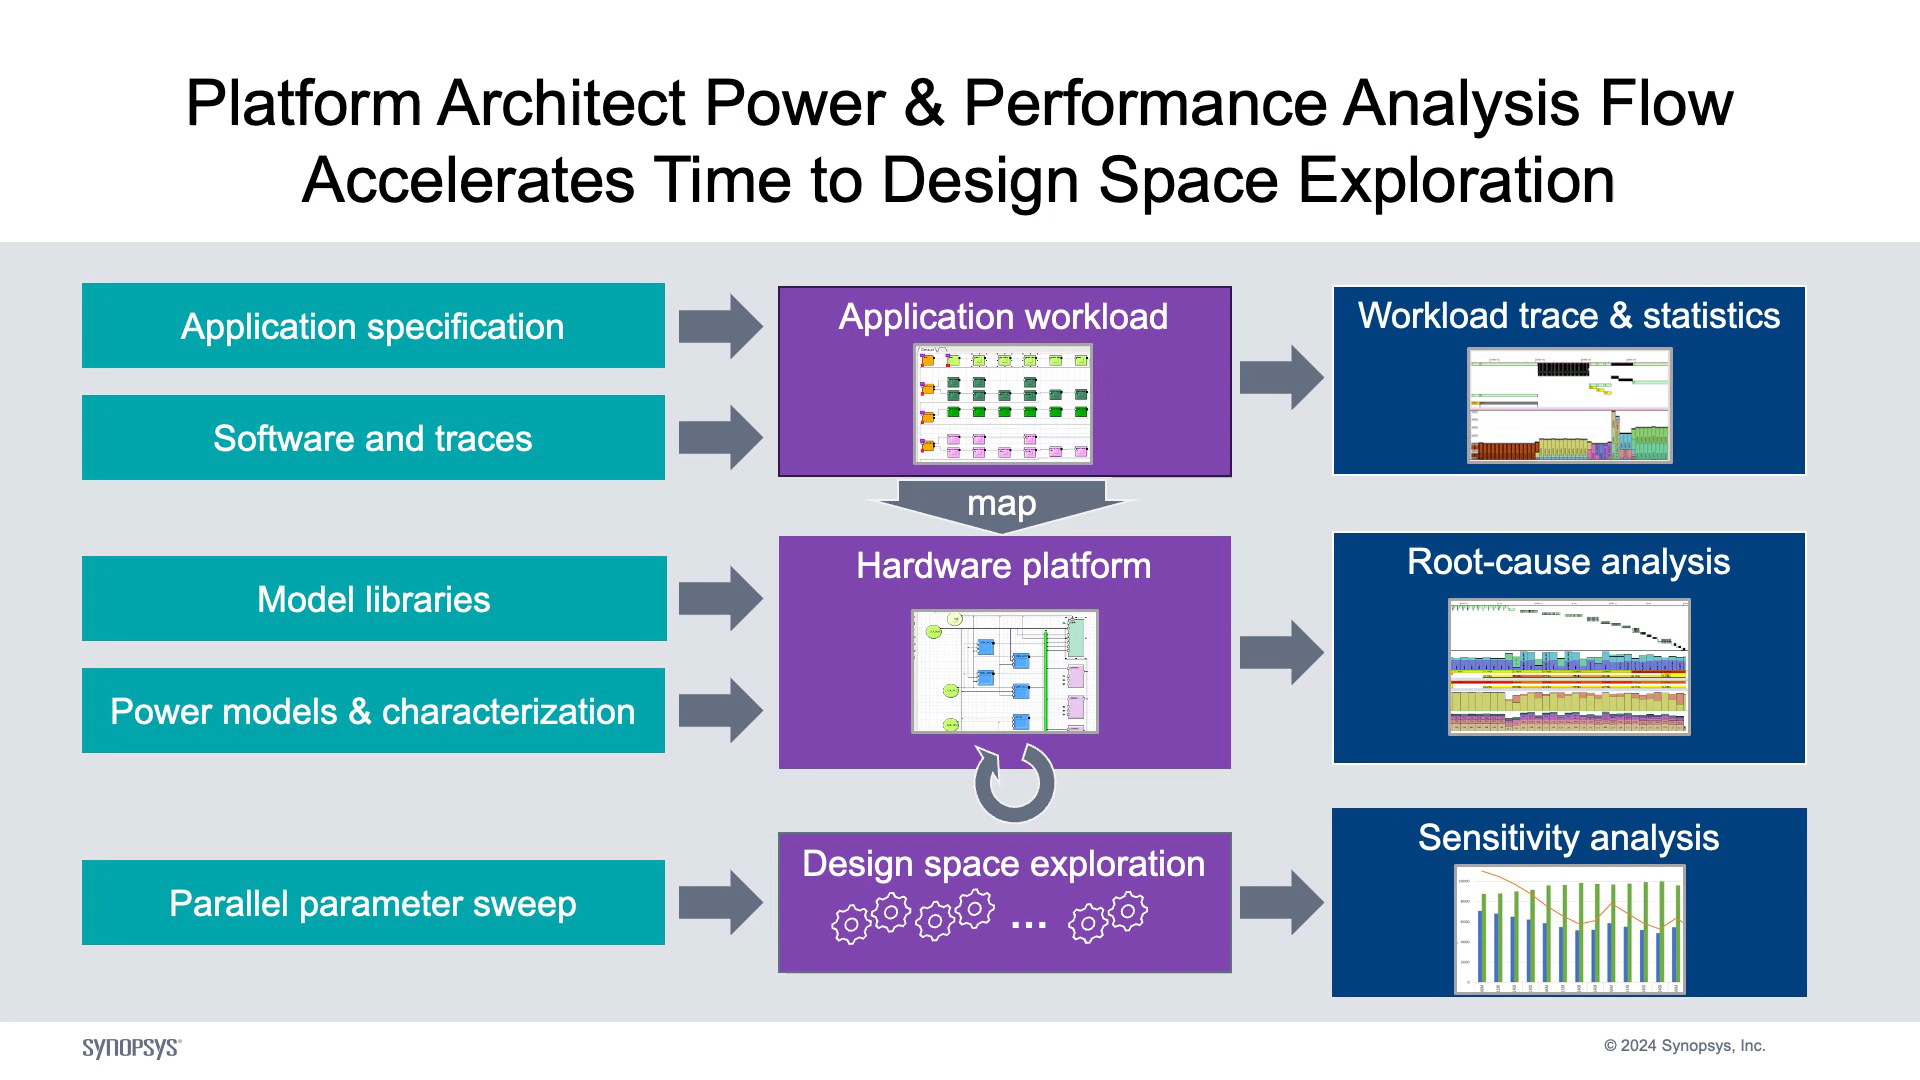 Platform Architect Power & Performance Analysis Flow
Accelerates Time to Design Space Exploration
Application specification
Software and traces
Model libraries
Power models & characterization
Parallel parameter sweep
Application workload
map
Hardware platform
Design space exploration
...
Workload trace & statistics
Root-cause analysis
Sensitivity analysis
SYNOPSYS
© 2024 Synopsys, Inc.